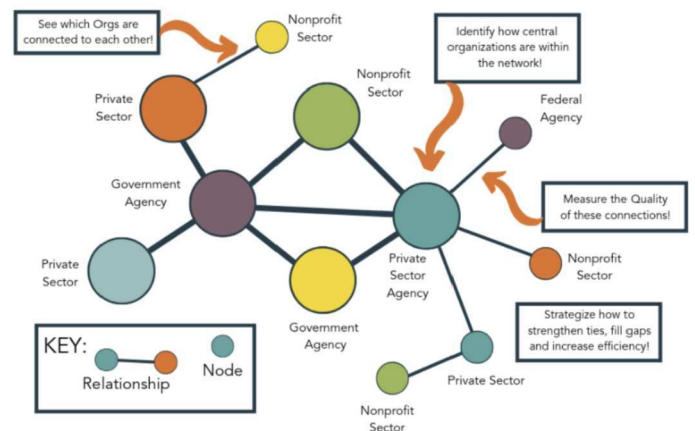 See which Orgs are
connected to each other!
Nonprofit
Sector
Identify how central
organizations are within
the network!
Nonprofit
Sector
Private
Sector
Federal
Agency
Government
Agency
Measure the Quality
of these connections!
Private
Sector
Private
Sector
Agency
Nonprofit
Sector
Government
Agency
Strategize how to
strengthen ties, fill gaps
and increase efficiency!
KEY:
Relationship
Node
Private Sector
Nonprofit
Sector